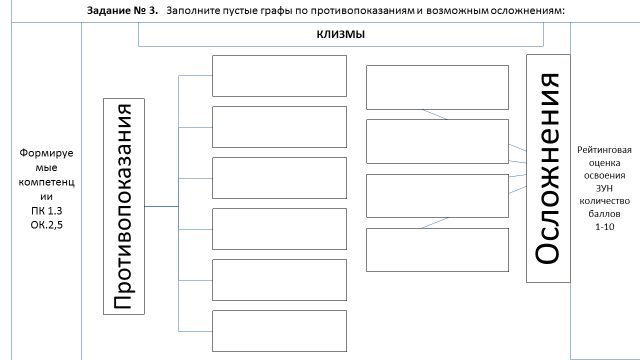 Задание № 3. Заполните пустые графы по противопоказаниям и возможным осложнениям:
КЛИЗМЫ
Формируе
мые
компетенц
ии
ПК 1.3
ОК.2,5
Противопоказания
Осложнения
Рейтинговая
оценка
освоения
ЗУН
количество
баллов
1-10